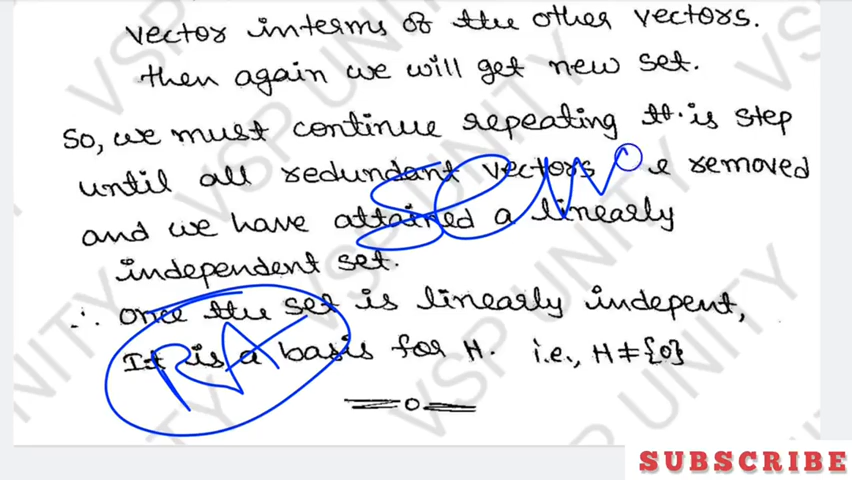 vector interms of the other vectors.
then again we will get new set.
So, we must continue repeating this step
until all redundant vectors e removed
and we have attained a linearly
independent set.
∴ once the set is linearly indepent,
It is a basis for H. i.e., H≠{0}
VSP UNITY
SUBSCRIBE